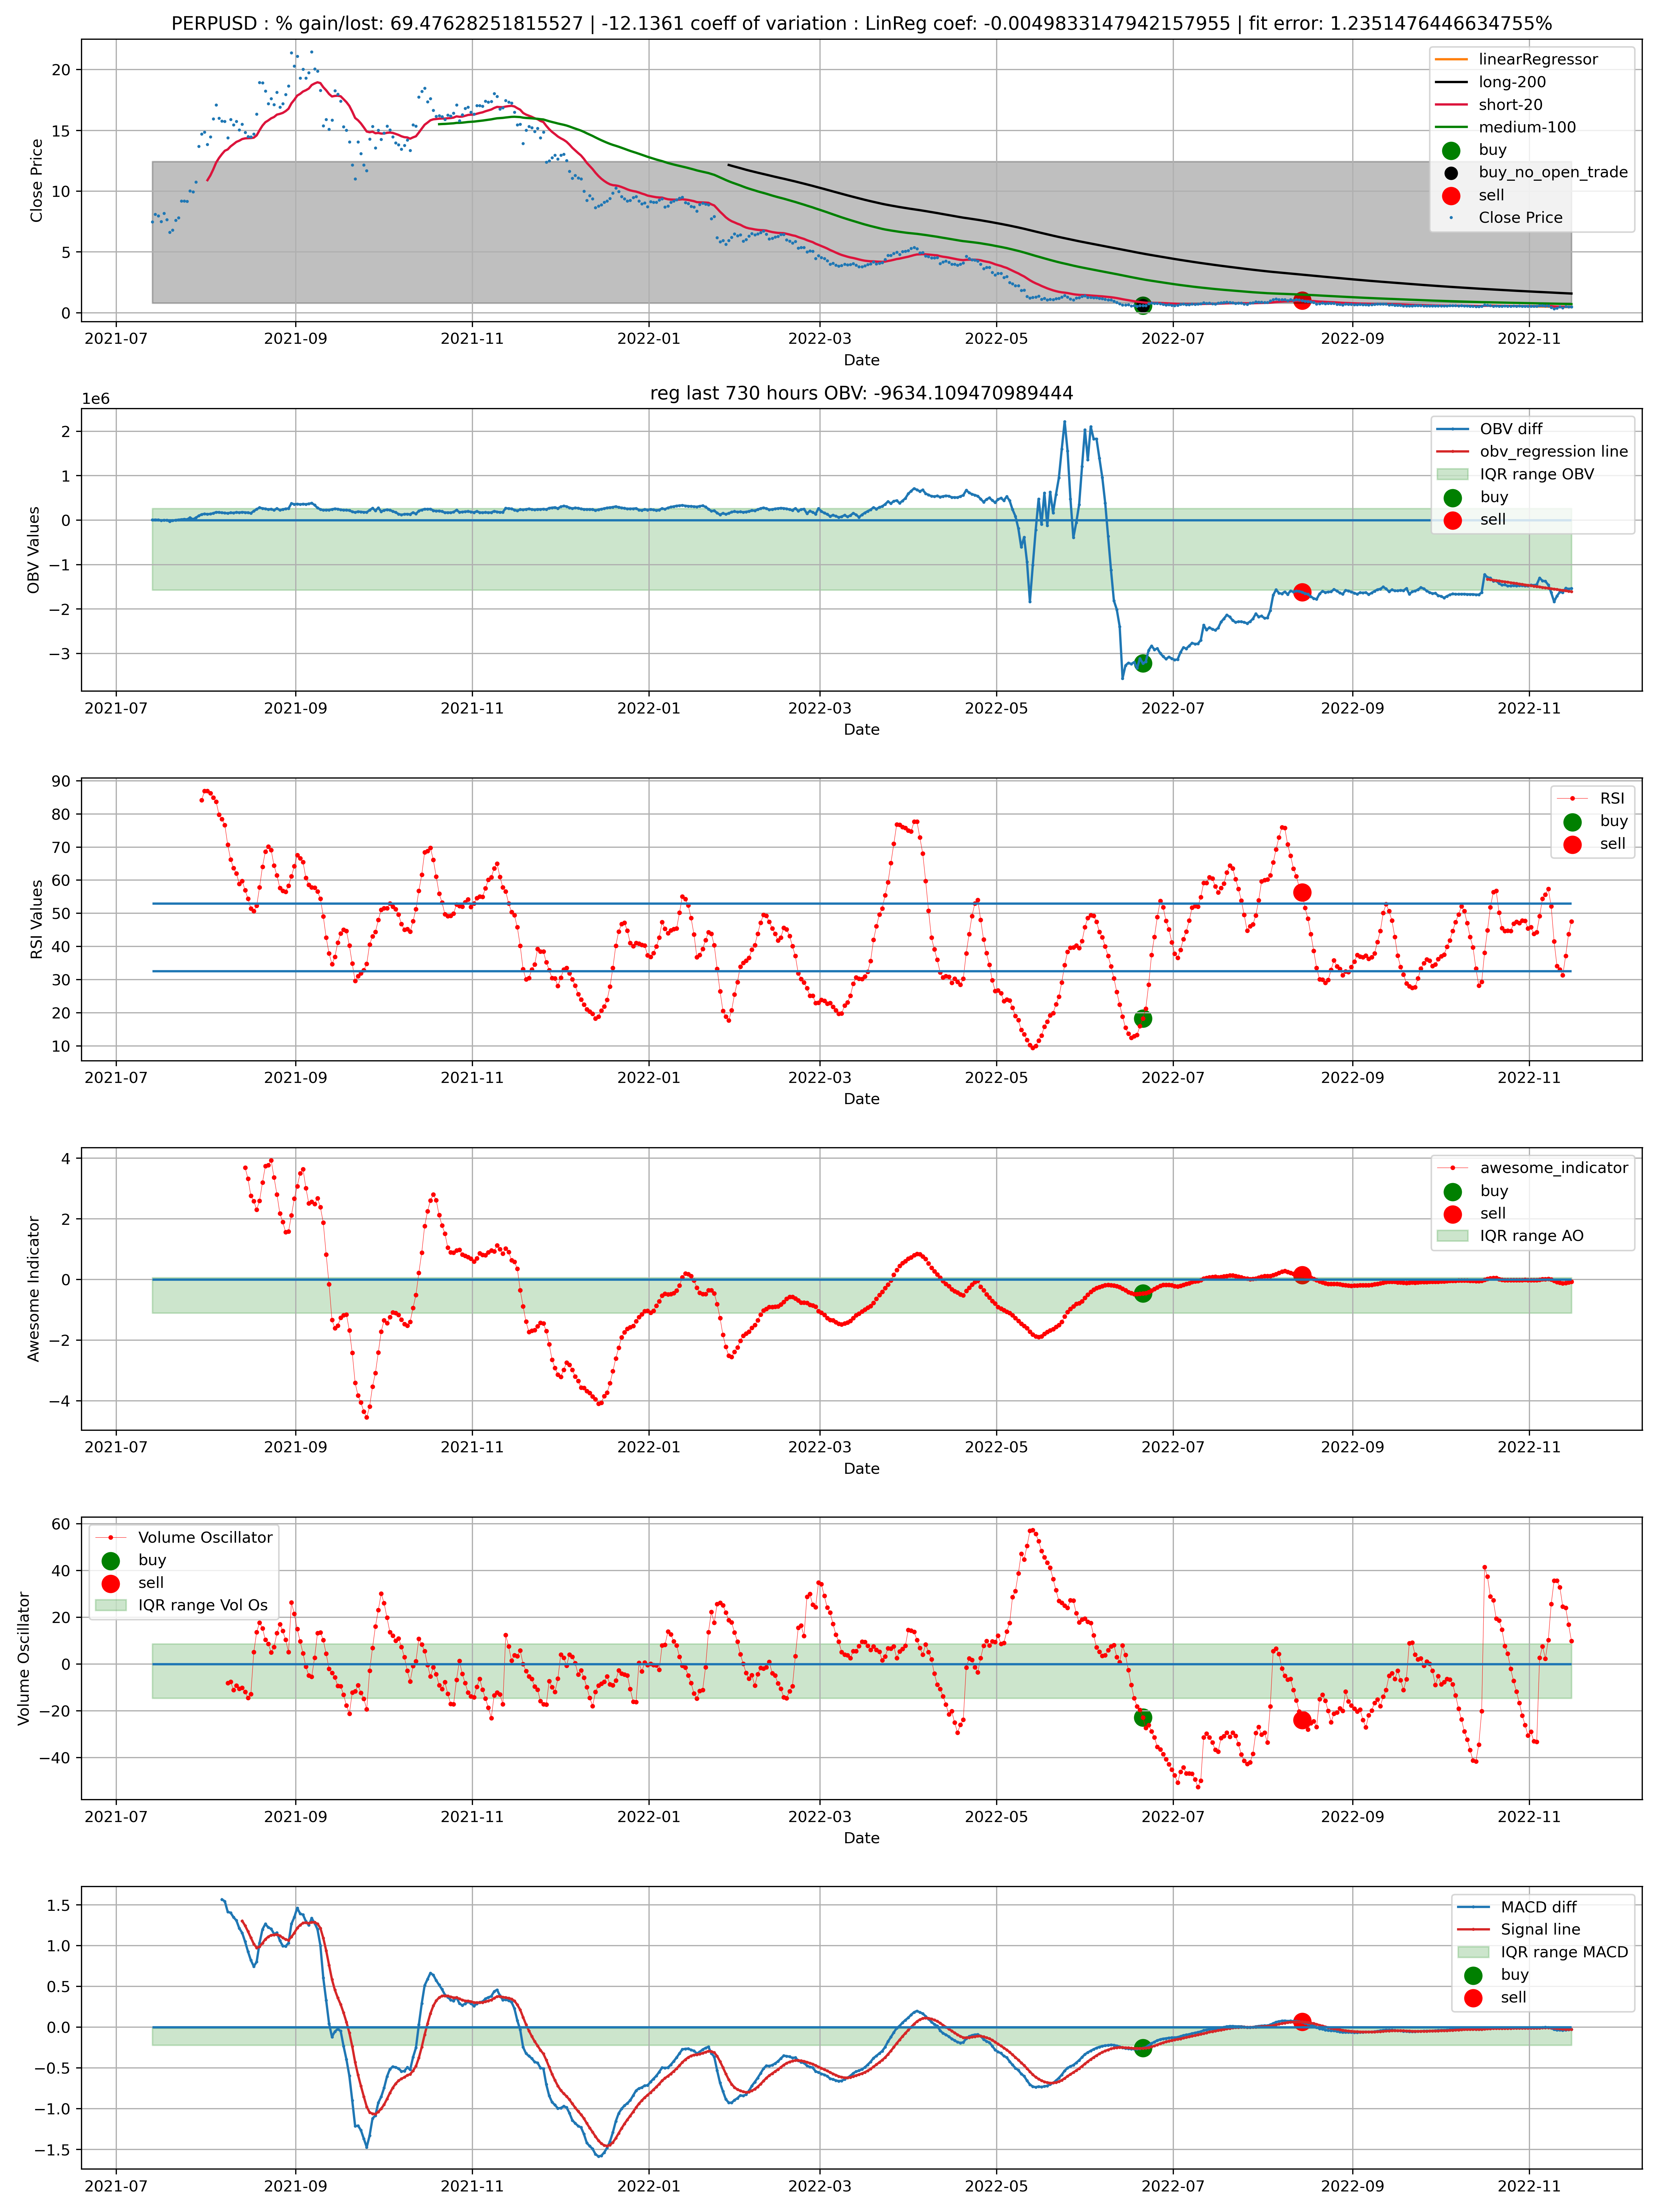 PERPUSD : % gain/lost: 69.47628251815527 | -12.1361 coeff of variation : LinReg coef: -0.0049833147942157955 | fit error: 1.2351476446634755%
Close Price
20
15
10
5
0
linearRegressor
long-200
short-20
medium-100
buy
buy_no_open_trade
sell
Close Price
2021-07 2021-09 2021-11 2022-01 2022-03 2022-05 2022-07 2022-09 2022-11
Date
reg last 730 hours OBV: -9634.109470989444
1e6
OBV Values
2
1
0
−1
−2
−3
OBV diff
obv_regression line
IQR range OBV
buy
sell
2021-07 2021-09 2021-11 2022-01 2022-03 2022-05 2022-07 2022-09 2022-11
Date
RSI Values
90
80
70
60
50
40
30
20
10
RSI
buy
sell
2021-07 2021-09 2021-11 2022-01 2022-03 2022-05 2022-07 2022-09 2022-11
Date
Awesome Indicator
4
2
0
−2
−4
awesome_indicator
buy
sell
IQR range AO
2021-07 2021-09 2021-11 2022-01 2022-03 2022-05 2022-07 2022-09 2022-11
Date
Volume Oscillator
60
40
20
0
−20
−40
Volume Oscillator
buy
sell
IQR range Vol Os
2021-07 2021-09 2021-11 2022-01 2022-03 2022-05 2022-07 2022-09 2022-11
Date
1.5
1.0
0.5
0.0
−0.5
−1.0
−1.5
MACD diff
Signal line
IQR range MACD
buy
sell
2021-07 2021-09 2021-11 2022-01 2022-03 2022-05 2022-07 2022-09 2022-11